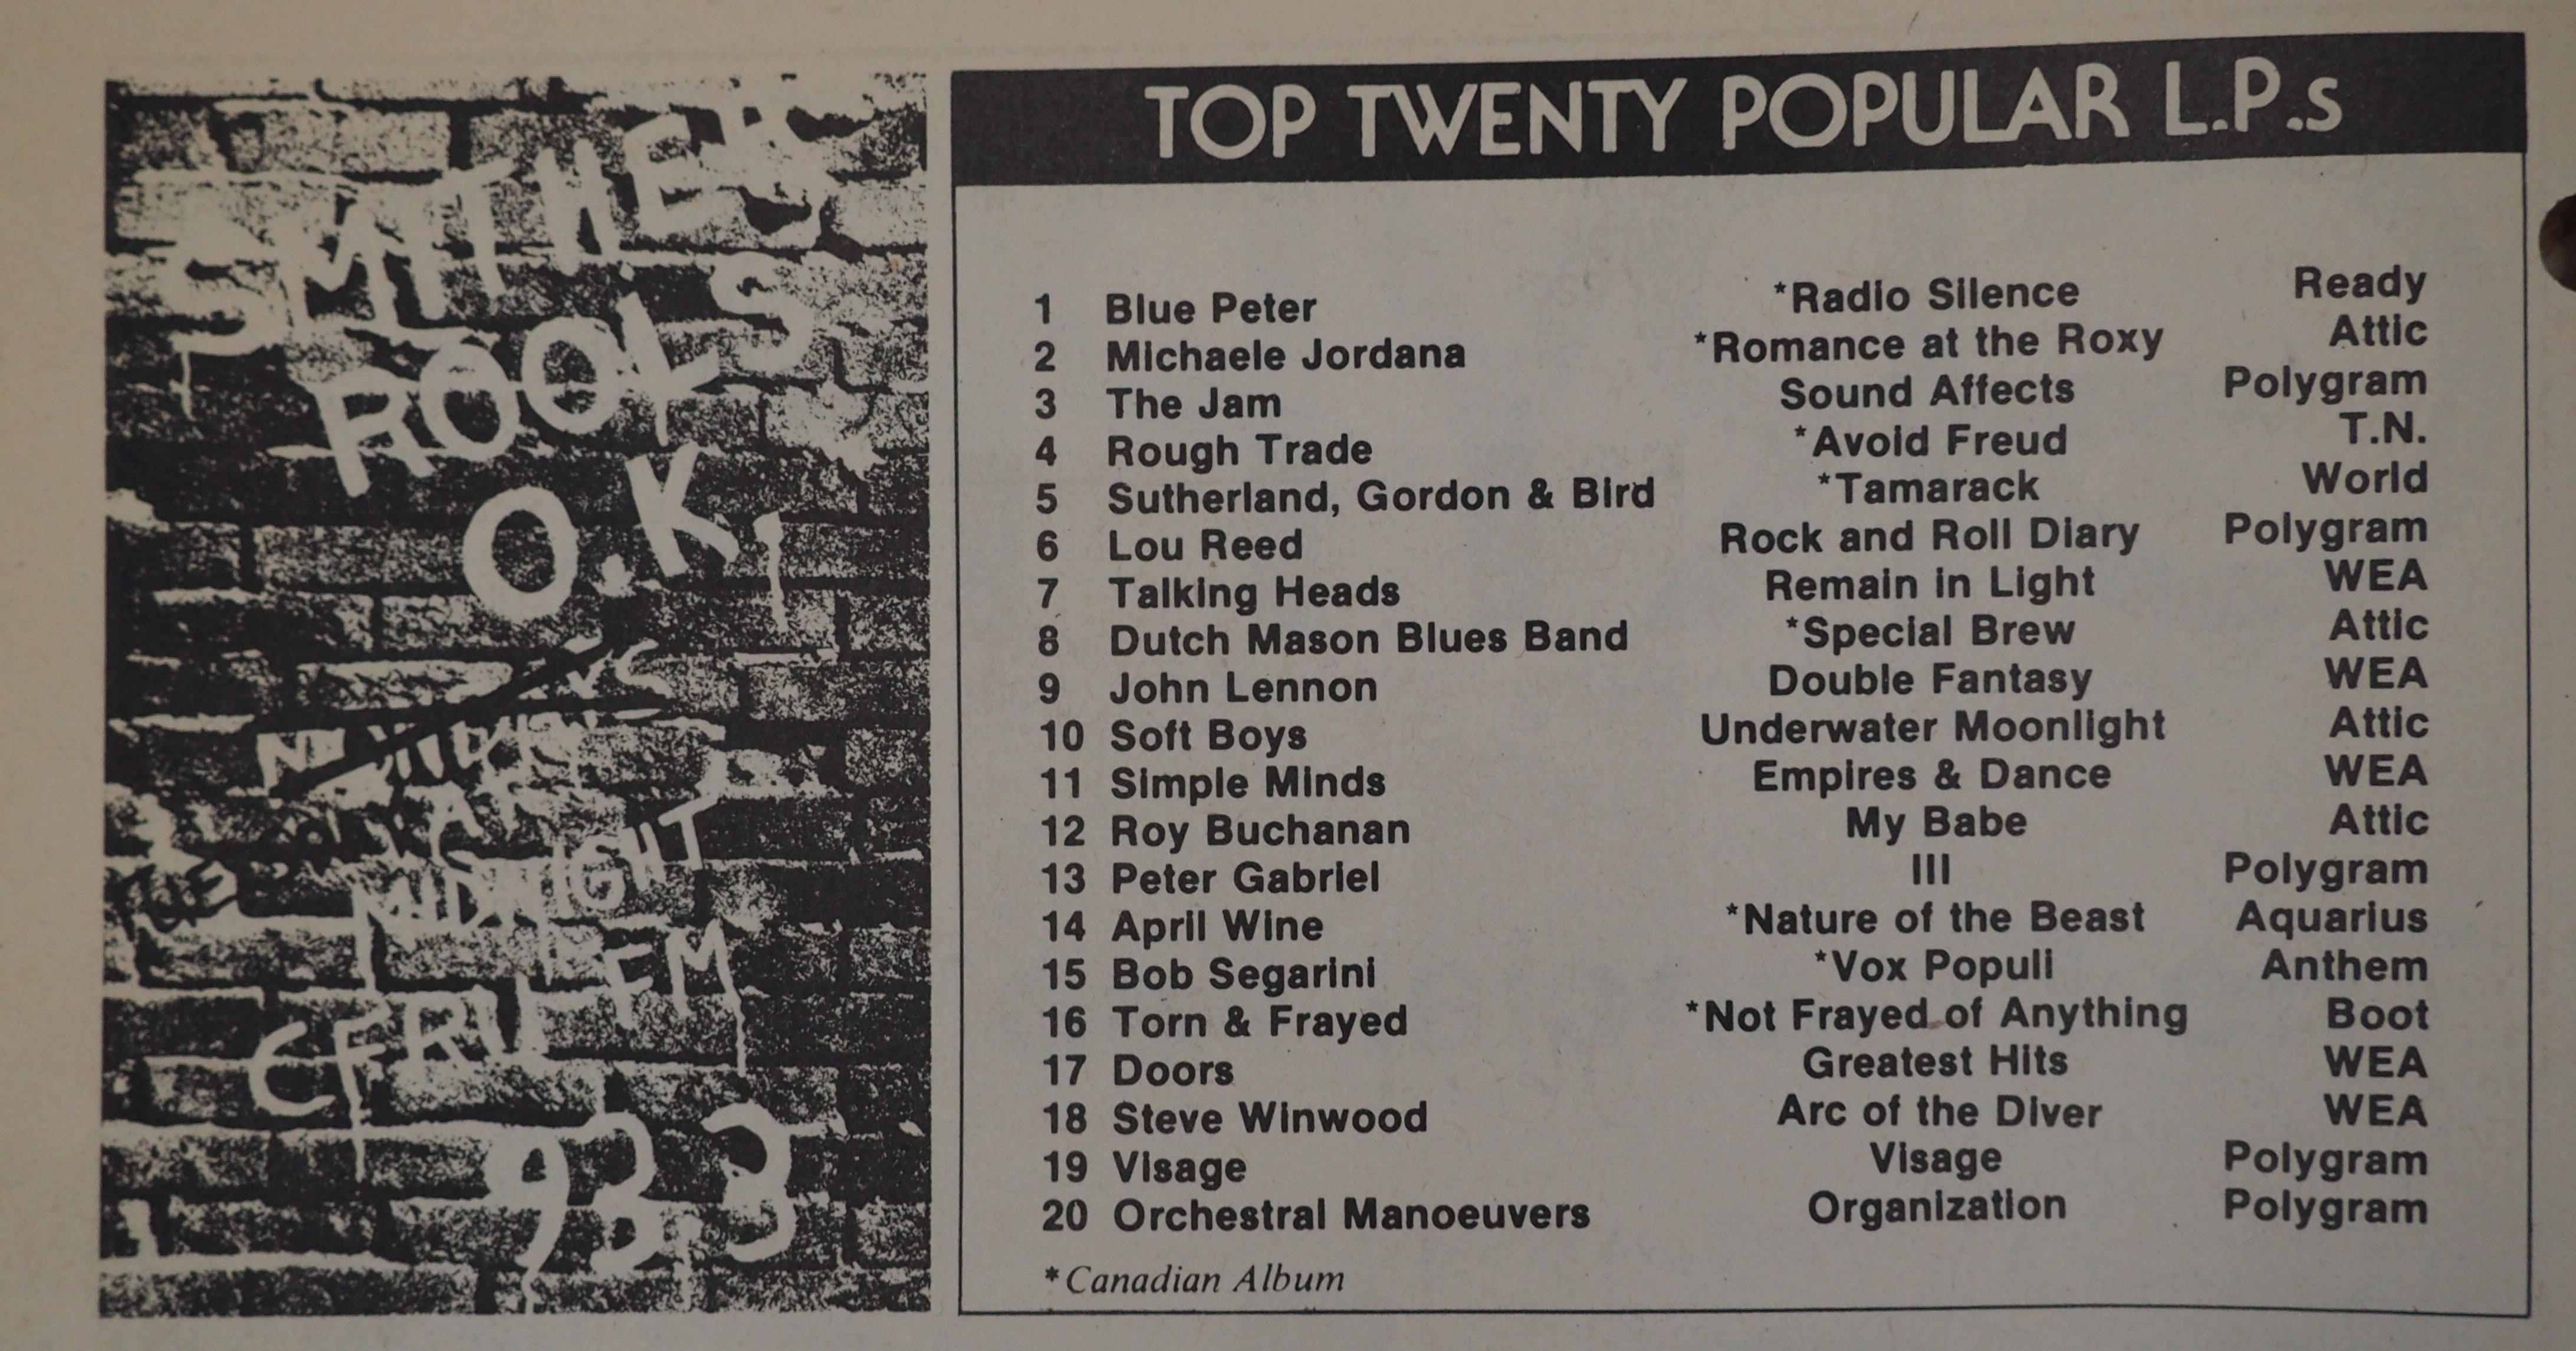 SMITHER
ROOLS
O.K.
AT
MIDNIGHT
CFRU FM
93.3
TOP TWENTY POPULAR L.P.s
1 Blue Peter *Radio Silence Ready
2 Michaele Jordana *Romance at the Roxy Attic
3 The Jam Sound Affects Polygram
4 Rough Trade *Avoid Freud T.N.
5 Sutherland, Gordon & Bird *Tamarack World
6 Lou Reed Rock and Roll Diary Polygram
7 Talking Heads Remain in Light WEA
8 Dutch Mason Blues Band *Special Brew Attic
9 John Lennon Double Fantasy WEA
10 Soft Boys Underwater Moonlight Attic
11 Simple Minds Empires & Dance WEA
12 Roy Buchanan My Babe Attic
13 Peter Gabriel III Polygram
14 April Wine *Nature of the Beast Aquarius
15 Bob Segarini *Vox Populi Anthem
16 Torn & Frayed *Not Frayed of Anything Boot
17 Doors Greatest Hits WEA
18 Steve Winwood Arc of the Diver WEA
19 Visage Visage Polygram
20 Orchestral Manoeuvers Organization Polygram
*Canadian Album